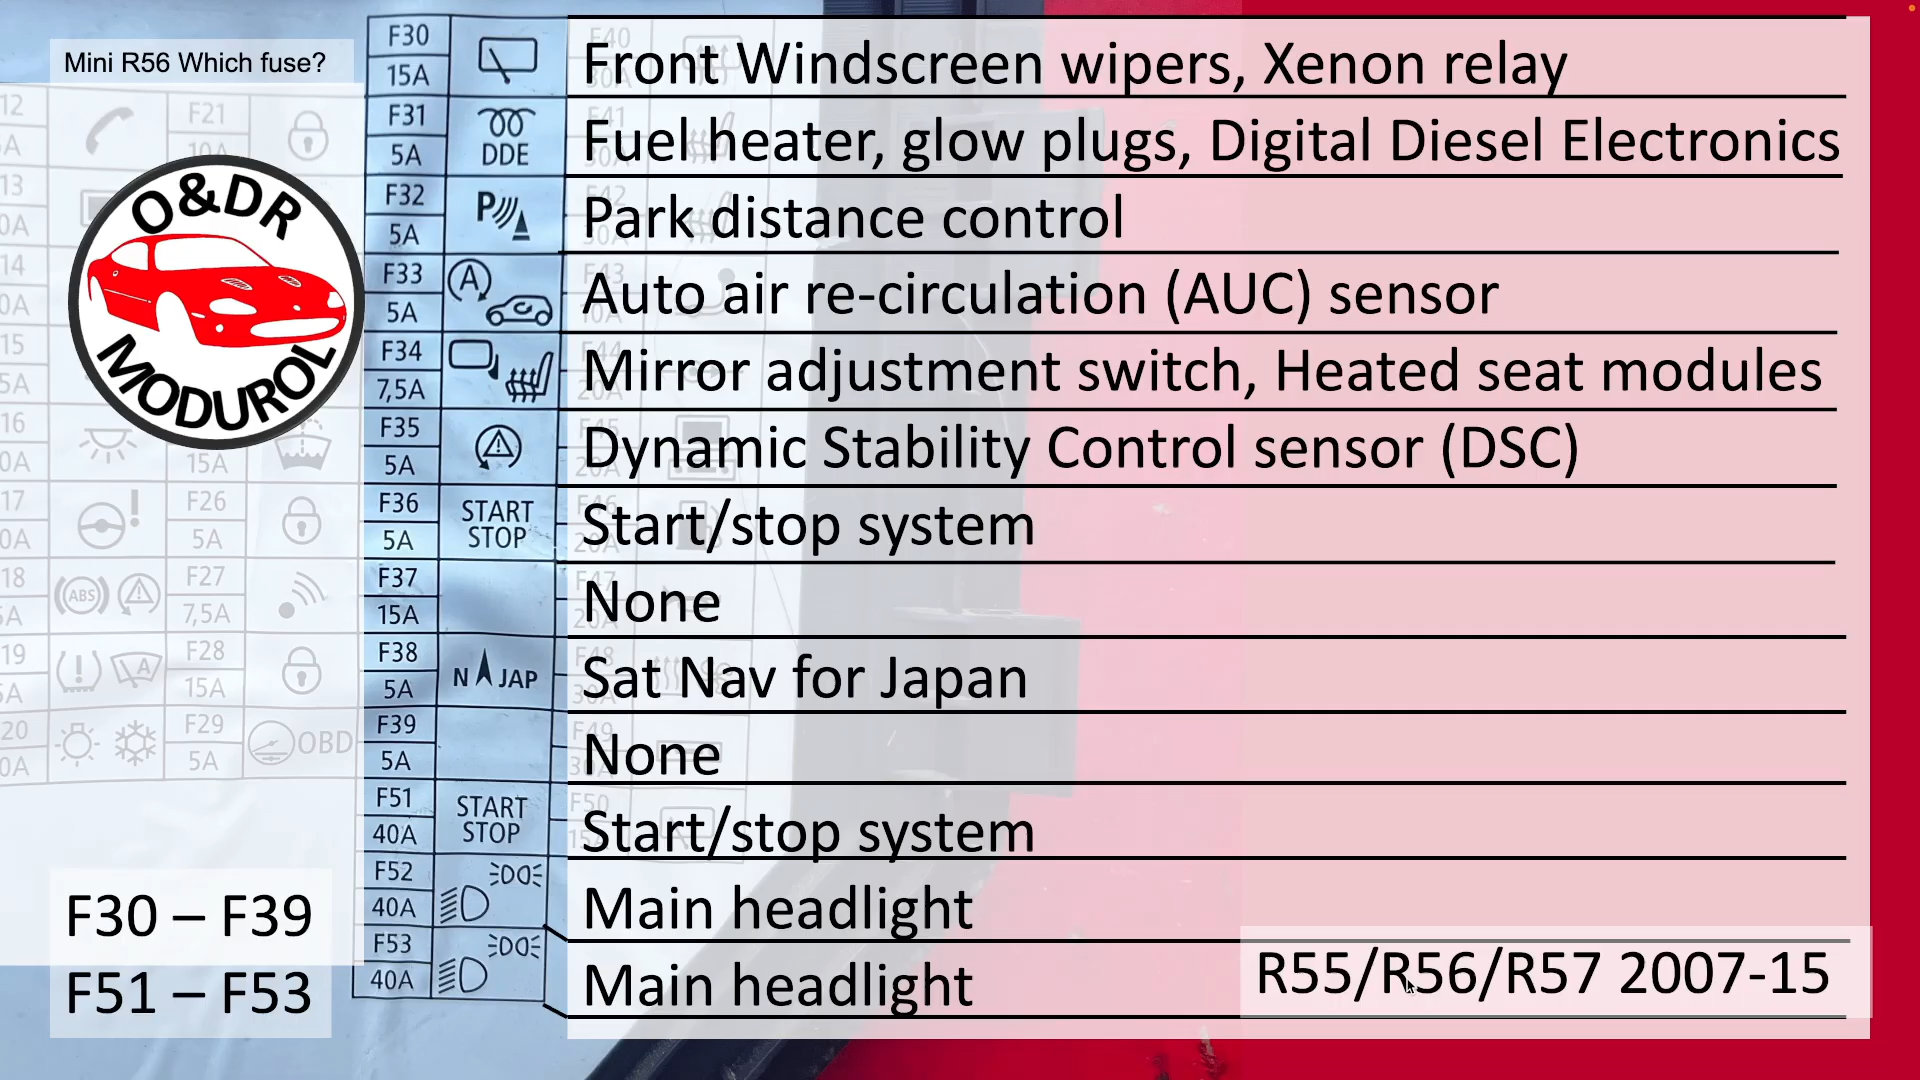 Mini R56 Which fuse?
O&DR
MODUROL
F30
15A
Front Windscreen wipers, Xenon relay
F31
5A
DDE
Fuel heater, glow plugs, Digital Diesel Electronics
F32
5A
P
Park distance control
F33
5A
A
Auto air re-circulation (AUC) sensor
F34
7,5A
Mirror adjustment switch, Heated seat modules
F35
5A
Dynamic Stability Control sensor (DSC)
F36
5A
START
STOP
Start/stop system
F37
15A
None
F38
5A
N JAP
Sat Nav for Japan
F39
5A
None
F51
40A
START
STOP
Start/stop system
F52
40A
Main headlight
F53
40A
Main headlight
F21
10A
15A
F26
5A
F27
7,5A
ABS
F28
15A
A
F29
5A
OBD
F30 – F39
F51 – F53
R55/R56/R57 2007-15